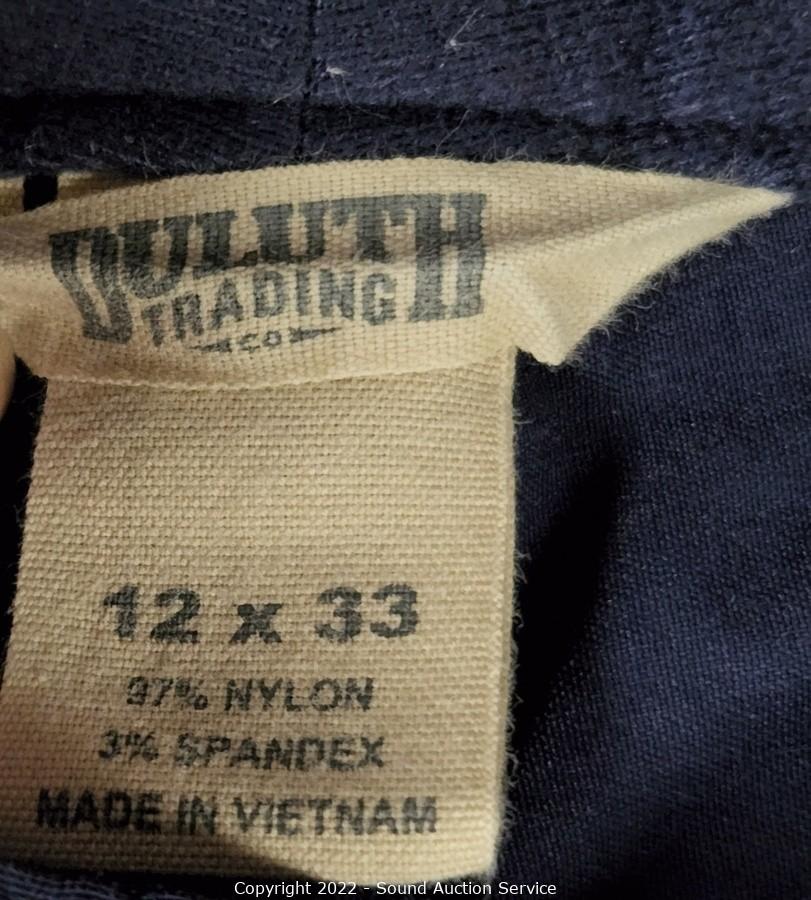 DULUTH
TRADING
CO
12 x 33
97% NYLON
3% SPANDEX
MADE IN VIETNAM
Copyright 2022 - Sound Auction Service